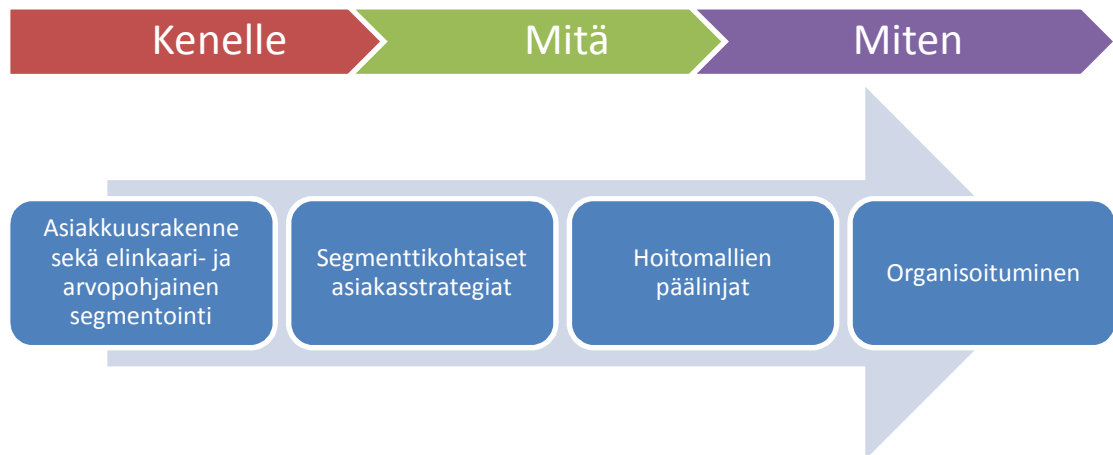 Kenelle
Mitä
Miten
Asiakkuusrakenne
sekä elinkaari- ja
arvopohjainen
segmentointi
Segmenttikohtaiset
asiakasstrategiat
Hoitomallien
päälinjat
Organisoituminen